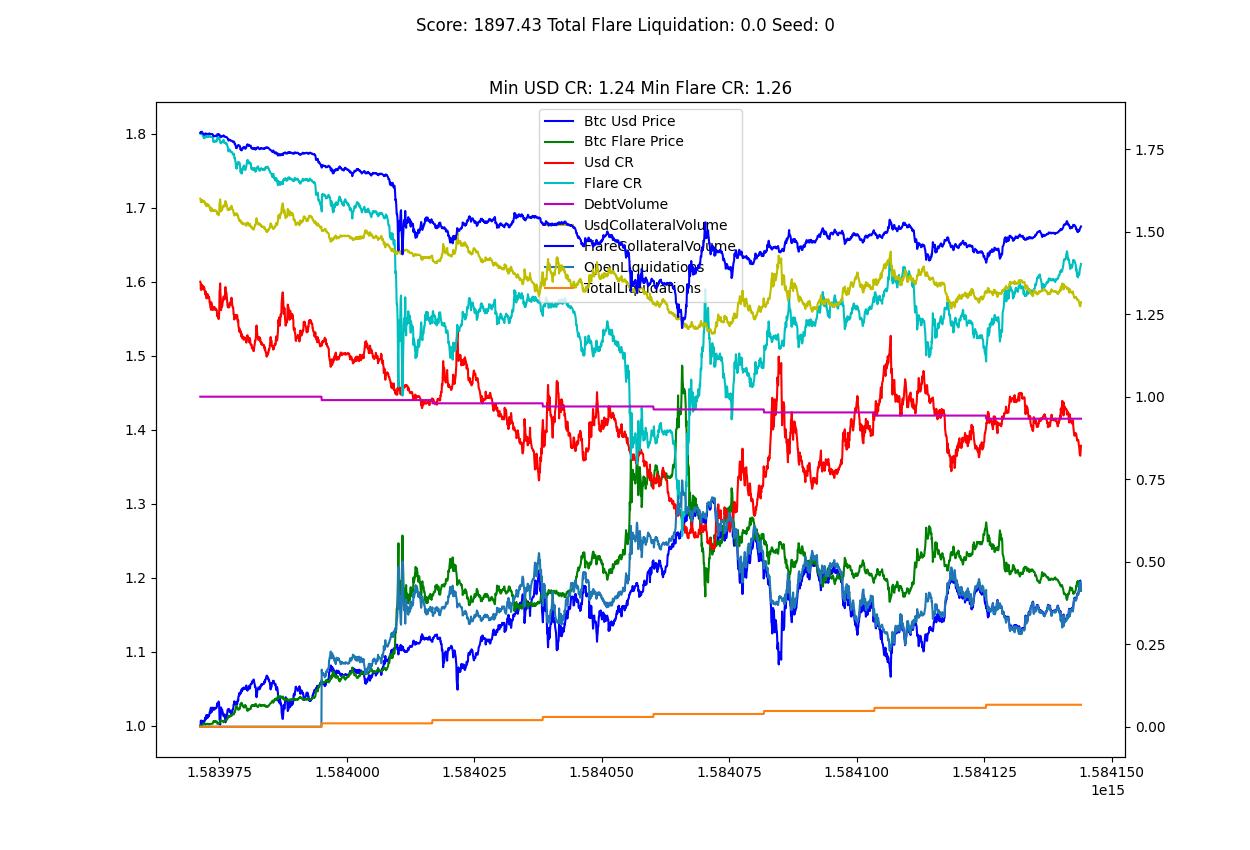 Score: 1897.43 Total Flare Liquidation: 0.0 Seed: 0
Min USD CR: 1.24 Min Flare CR: 1.26
Btc Usd Price
Btc Flare Price
Usd CR
Flare CR
DebtVolume
UsdCollateralVolume
FlareCollateralVolume
OpenLiquidations
TotalLiquidations
1.8
1.7
1.6
1.5
1.4
1.3
1.2
1.1
1.0
1.75
1.50
1.25
1.00
0.75
0.50
0.25
0.00
1.583975
1.584000
1.584025
1.584050
1.584075
1.584100
1.584125
1.584150
1e15